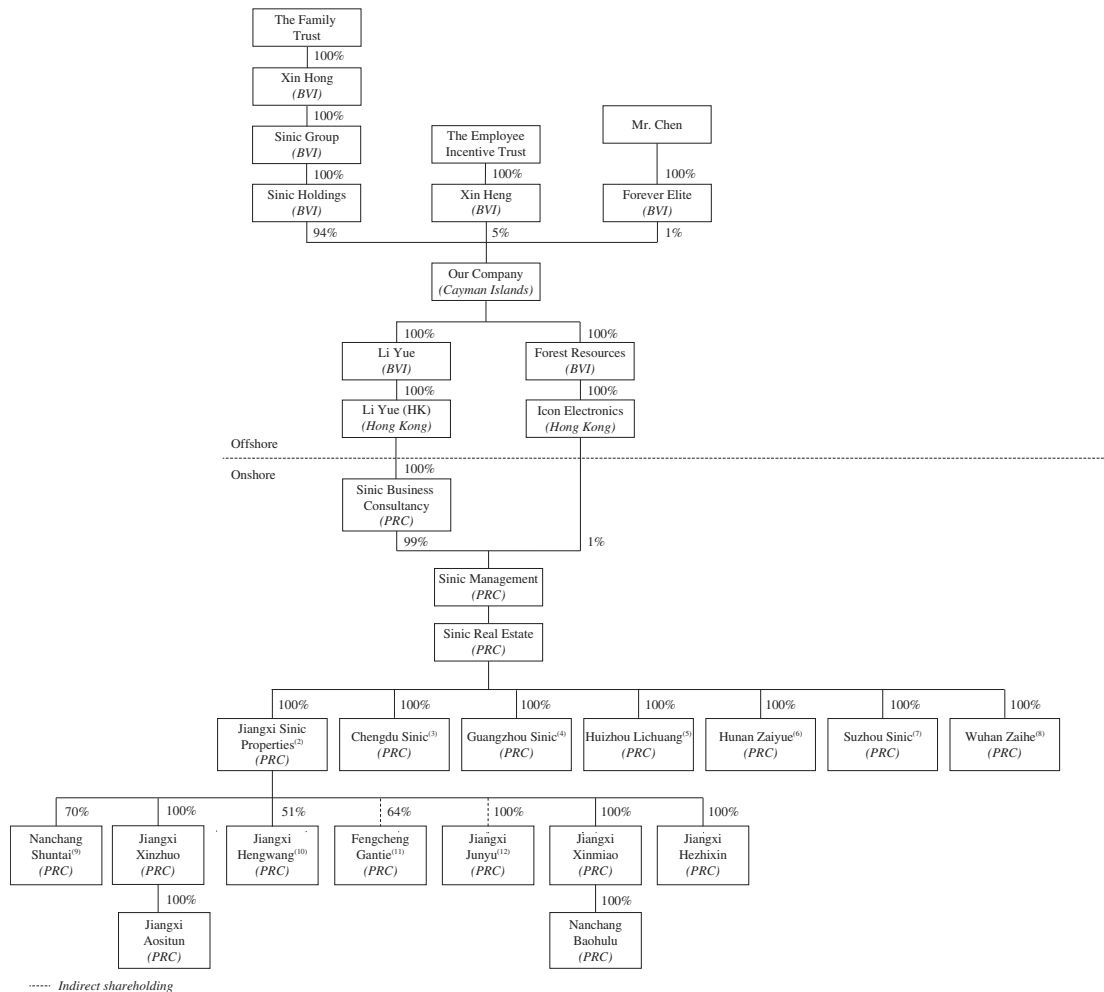 The Family
Trust
100%
Xin Hong
(BVI)
100%
Sinic Group
(BVI)
The Employee
Incentive Trust
Mr. Chen
100%
100%
100%
Sinic Holdings
(BVI)
Xin Heng
(BVI)
Forever Elite
(BVI)
94%
5%
1%
Our Company
(Cayman Islands)
100%
100%
Li Yue
(BVI)
Forest Resources
(BVI)
100%
100%
Li Yue (HK)
(Hong Kong)
Icon Electronics
(Hong Kong)
Offshore
Onshore
100%
Sinic Business
Consultancy
(PRC)
99%
1%
Sinic Management
(PRC)
Sinic Real Estate
(PRC)
100%
100%
100%
100%
100%
100%
100%
Jiangxi Sinic
Properties(2)
(PRC)
Chengdu Sinic(3)
(PRC)
Guangzhou Sinic(4)
(PRC)
Huizhou Lichuang(5)
(PRC)
Hunan Zaiyue(6)
(PRC)
Suzhou Sinic(7)
(PRC)
Wuhan Zaihe(8)
(PRC)
70%
100%
51%
64%
100%
100%
100%
Nanchang
Shuntai(9)
(PRC)
Jiangxi
Xinzhuo
(PRC)
Jiangxi
Hengwang(10)
(PRC)
Fengcheng
Gantie(11)
(PRC)
Jiangxi
Junyu(12)
(PRC)
Jiangxi
Xinmiao
(PRC)
Jiangxi
Hezhixin
(PRC)
100%
100%
Jiangxi
Aositun
(PRC)
Nanchang
Baohulu
(PRC)
Indirect shareholding